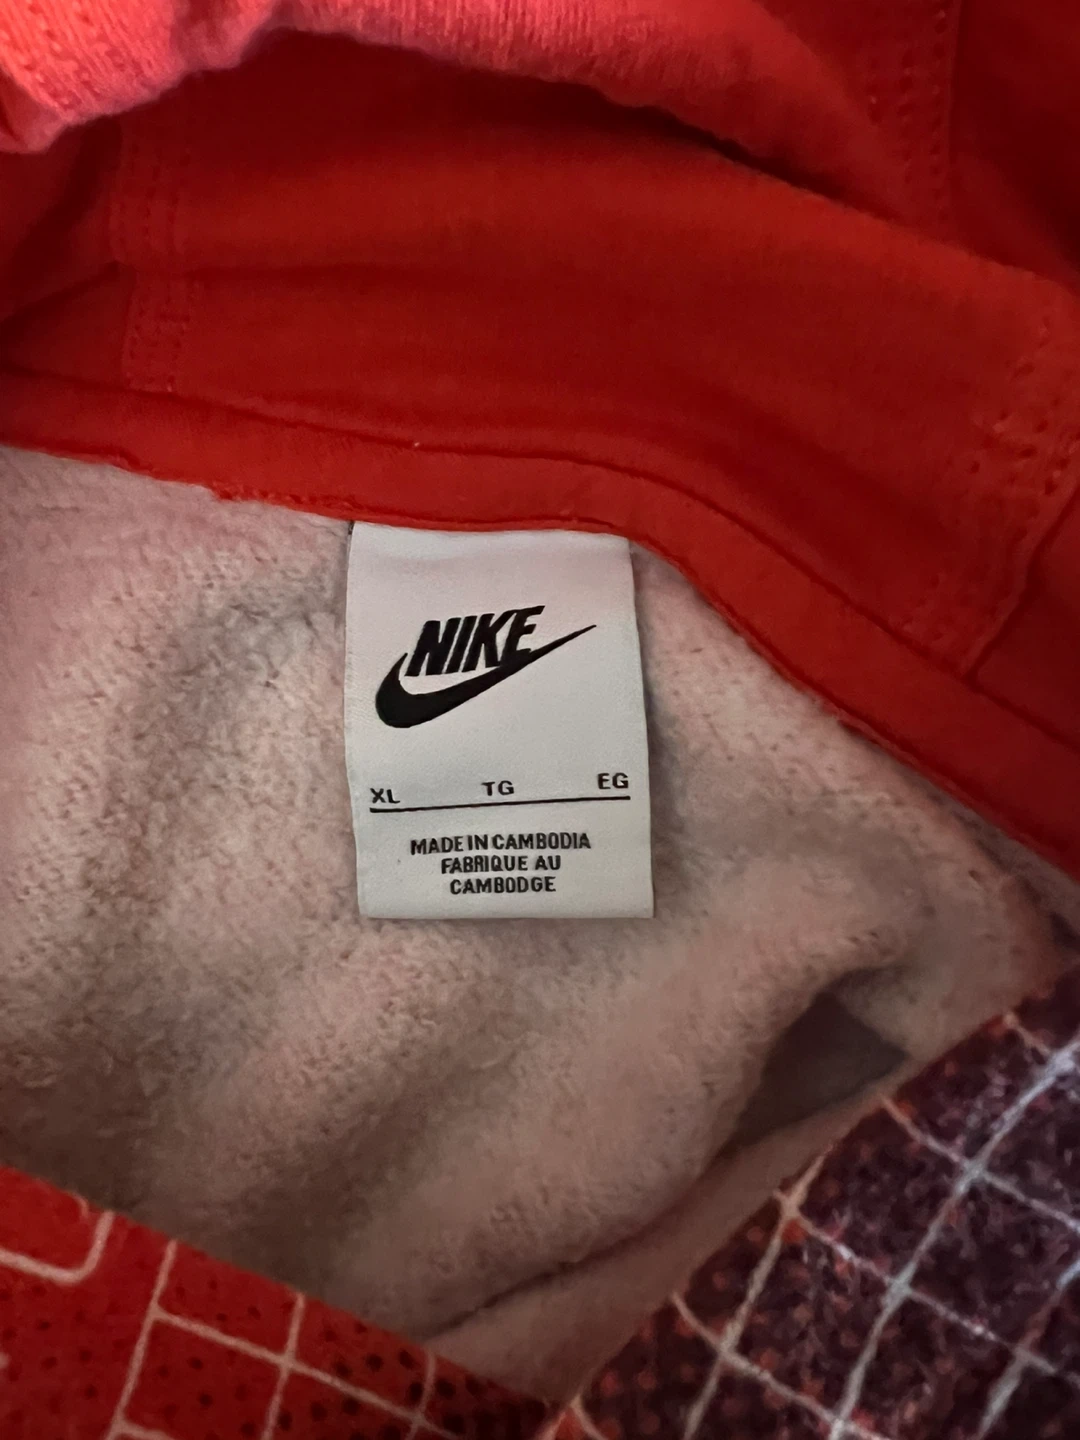 NIKE
XL TG EG
MADE IN CAMBODIA
FABRIQUE AU
CAMBODGE